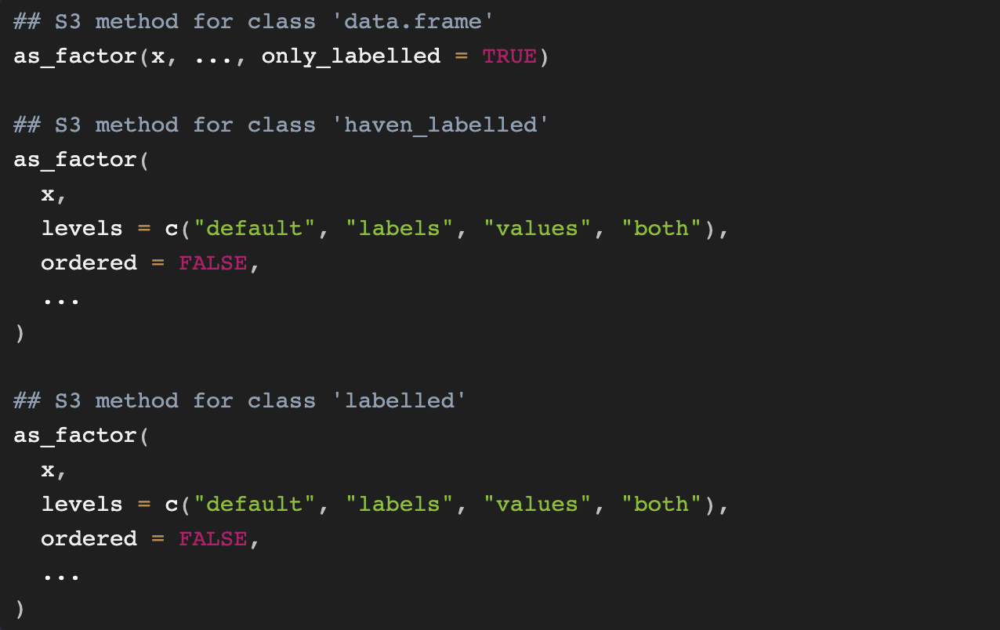 ## S3 method for class 'data.frame'
as_factor(x, ..., only_labelled = TRUE)

## S3 method for class 'haven_labelled'
as_factor(
  x,
  levels = c("default", "labels", "values", "both"),
  ordered = FALSE,
  ...
)

## S3 method for class 'labelled'
as_factor(
  x,
  levels = c("default", "labels", "values", "both"),
  ordered = FALSE,
  ...
)